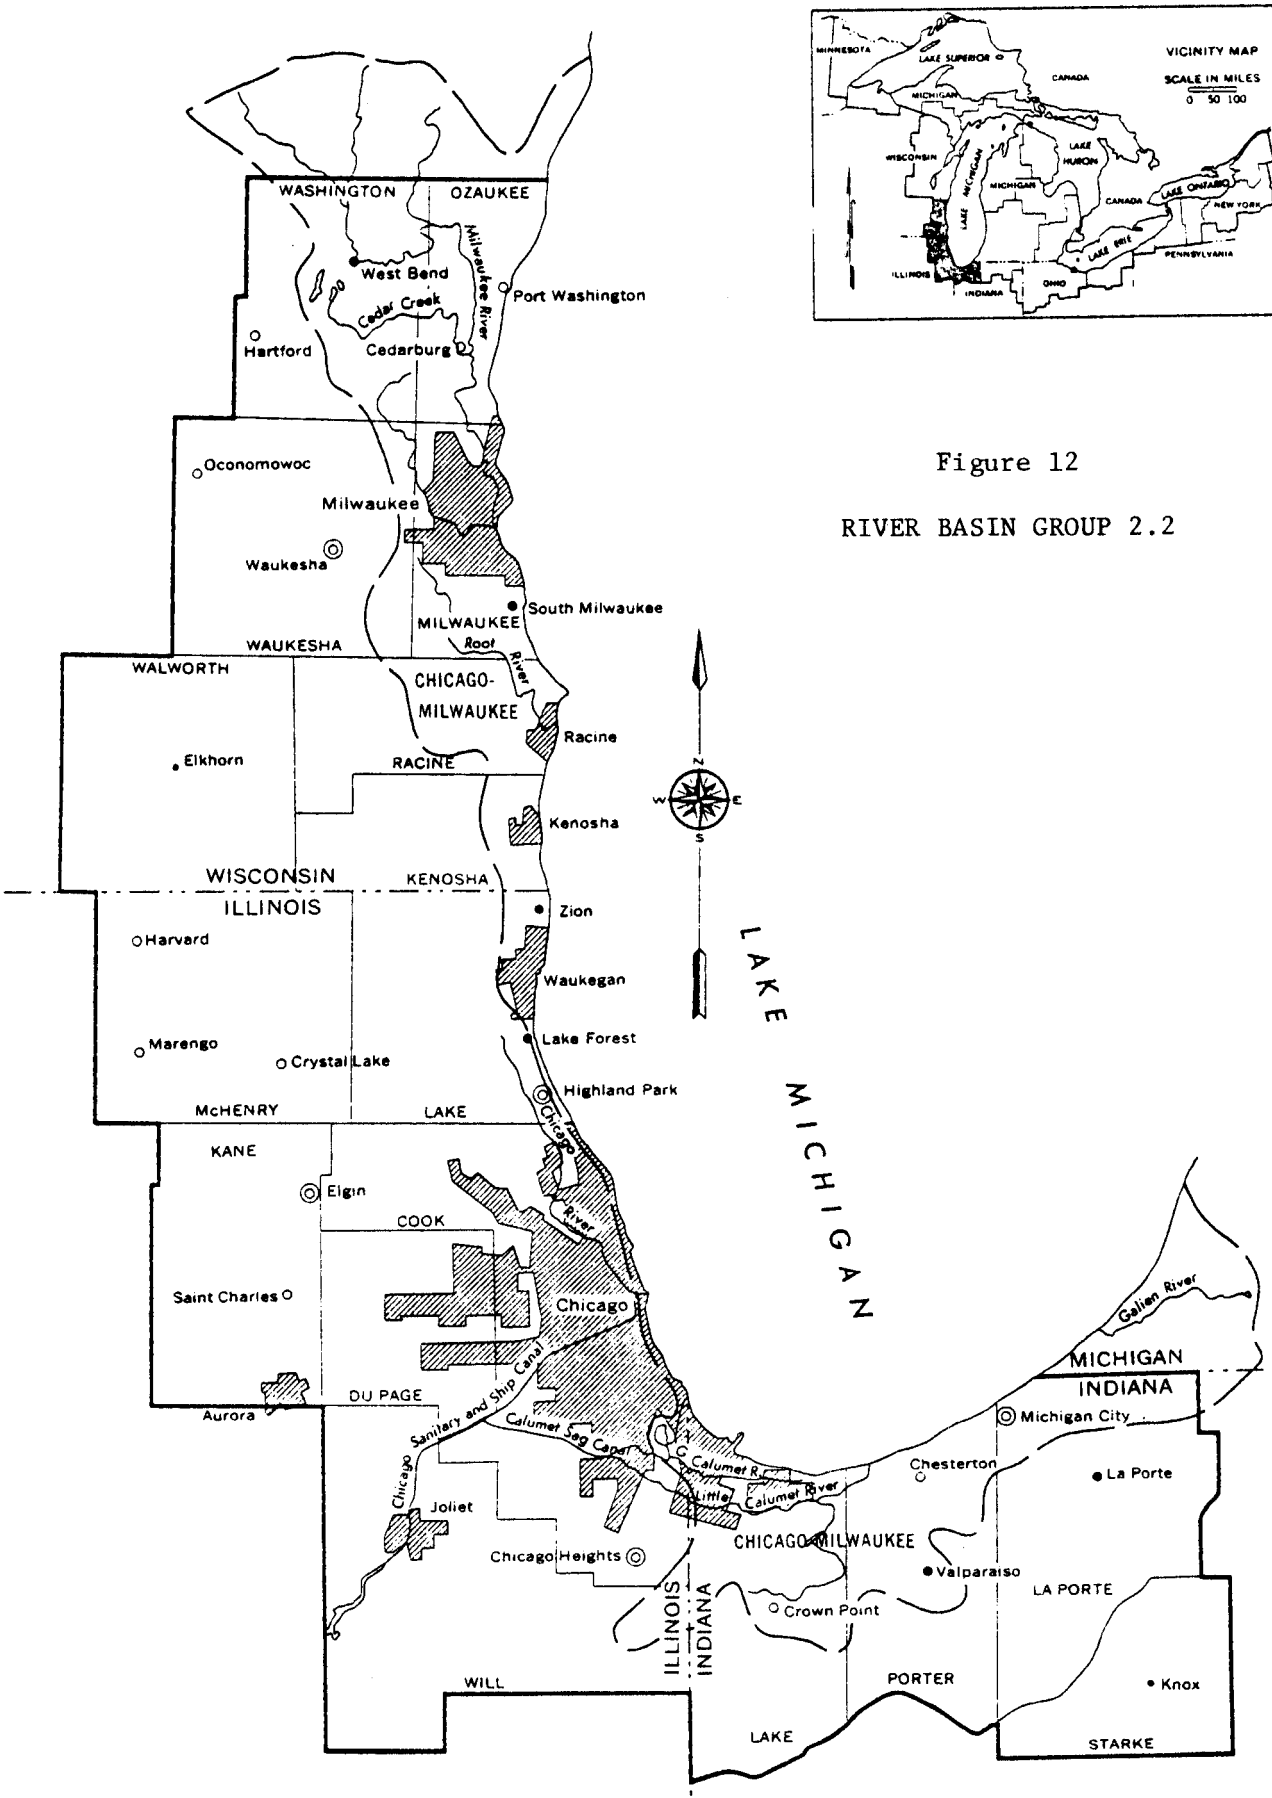 VICINITY MAP
SCALE IN MILES
0 50 100
MINNESOTA
LAKE SUPERIOR
CANADA
MICHIGAN
WISCONSIN
LAKE MICHIGAN
LAKE HURON
MICHIGAN
CANADA
LAKE ONTARIO
NEW YORK
LAKE ERIE
PENNSYLVANIA
ILLINOIS
INDIANA
OHIO
Figure 12
RIVER BASIN GROUP 2.2
WASHINGTON
OZAUKEE
West Bend
Milwaukee River
Port Washington
Cedar Creek
Hartford
Cedarburg
Oconomowoc
Milwaukee
Waukesha
South Milwaukee
MILWAUKEE
WAUKESHA
Root River
WALWORTH
CHICAGO-
MILWAUKEE
Racine
Elkhorn
RACINE
N
W
E
S
Kenosha
WISCONSIN
KENOSHA
ILLINOIS
Zion
Harvard
LAKE MICHIGAN
Waukegan
Marengo
Lake Forest
Crystal Lake
Highland Park
McHENRY
LAKE
Chicago River
KANE
Elgin
COOK
Saint Charles
Chicago
Galien River
MICHIGAN
INDIANA
DU PAGE
Aurora
Chicago Sanitary and Ship Canal
Calumet Sag Canal
Michigan City
G. Calumet R.
Chesterton
La Porte
Little Calumet River
Joliet
CHICAGO-MILWAUKEE
Chicago Heights
Valparaiso
LA PORTE
Crown Point
ILLINOIS
INDIANA
WILL
PORTER
Knox
LAKE
STARKE